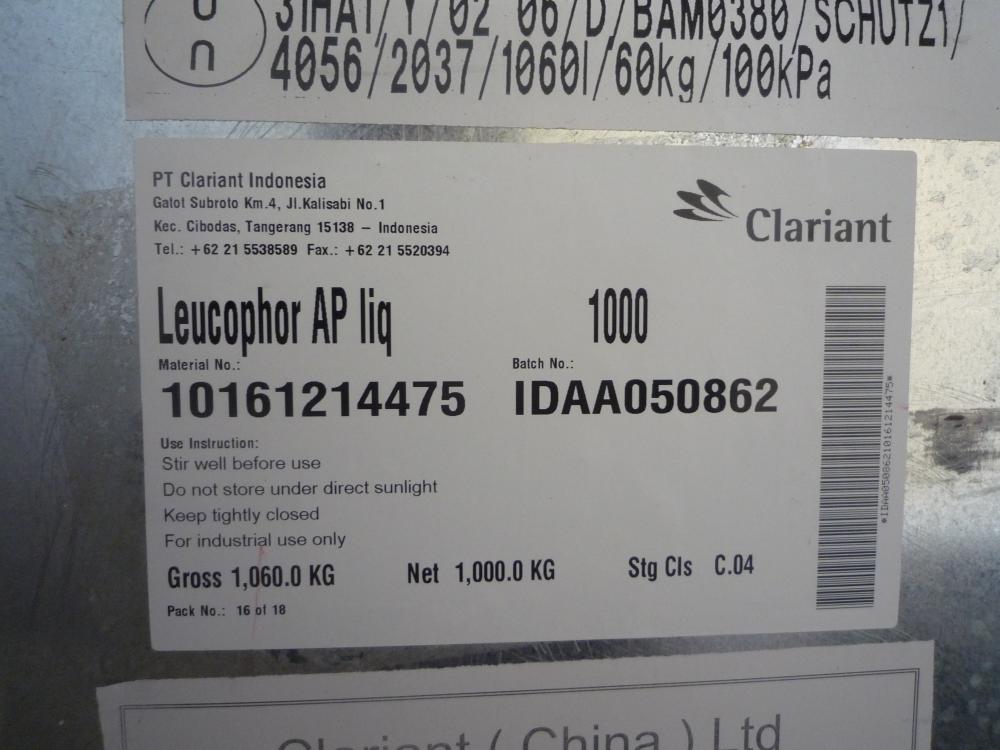 u
n
31HA1/Y/02 06/D/BAM0380/SCHUTZ1/
4056/2037/1060l/60kg/100kPa
PT Clariant Indonesia
Gatot Subroto Km.4, Jl.Kalisabi No.1
Kec. Cibodas, Tangerang 15138 – Indonesia
Tel.: +62 21 5538589 Fax.: +62 21 5520394
Clariant
Leucophor AP liq 1000
Material No.: Batch No.:
10161214475 IDAA050862
Use Instruction:
Stir well before use
Do not store under direct sunlight
Keep tightly closed
For industrial use only
Gross 1,060.0 KG Net 1,000.0 KG Stg Cls C.04
Pack No.: 16 of 18
*IDAA05086210161214475*
Clariant ( China ) Ltd